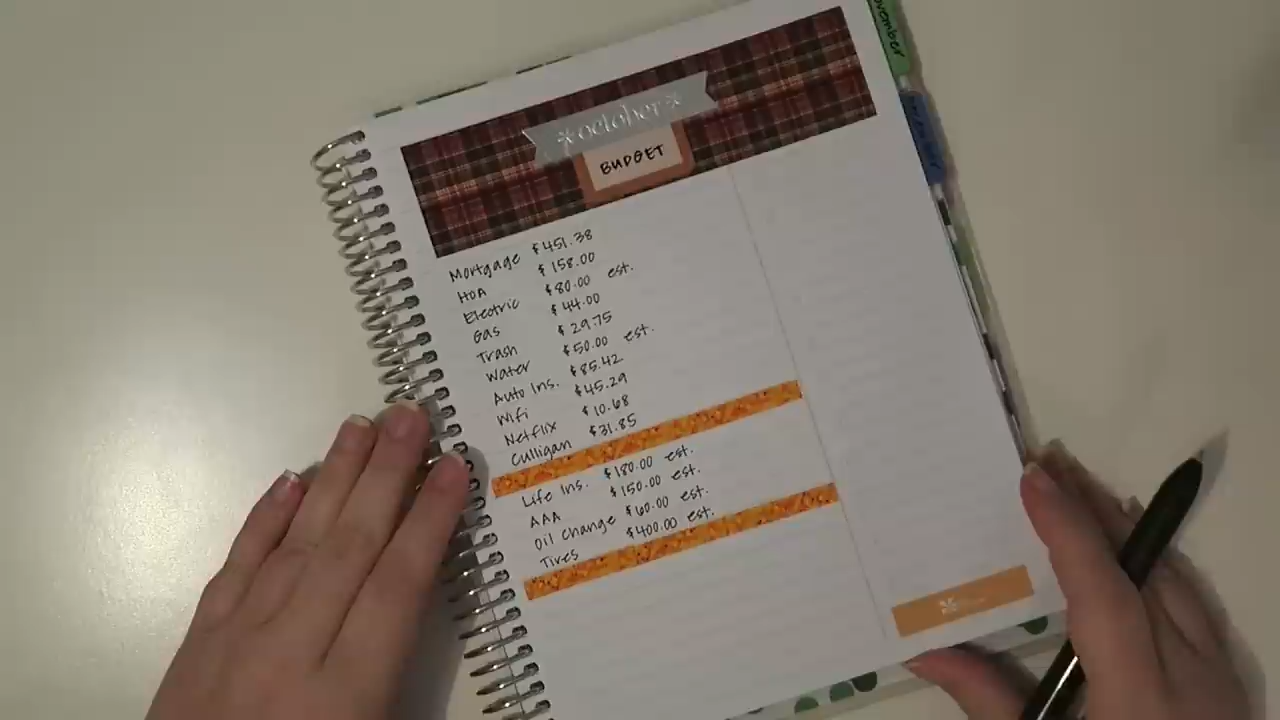 november
october
BUDGET
Mortgage $451.38
HOA $158.00
Electric $80.00 est.
Gas $44.00
Trash $29.75
Water $50.00 est.
Auto Ins. $85.42
Wifi $45.29
Netflix $10.68
Culligan $31.85
Life Ins. $180.00 est.
AAA $150.00 est.
Oil Change $60.00 est.
Tires $400.00 est.